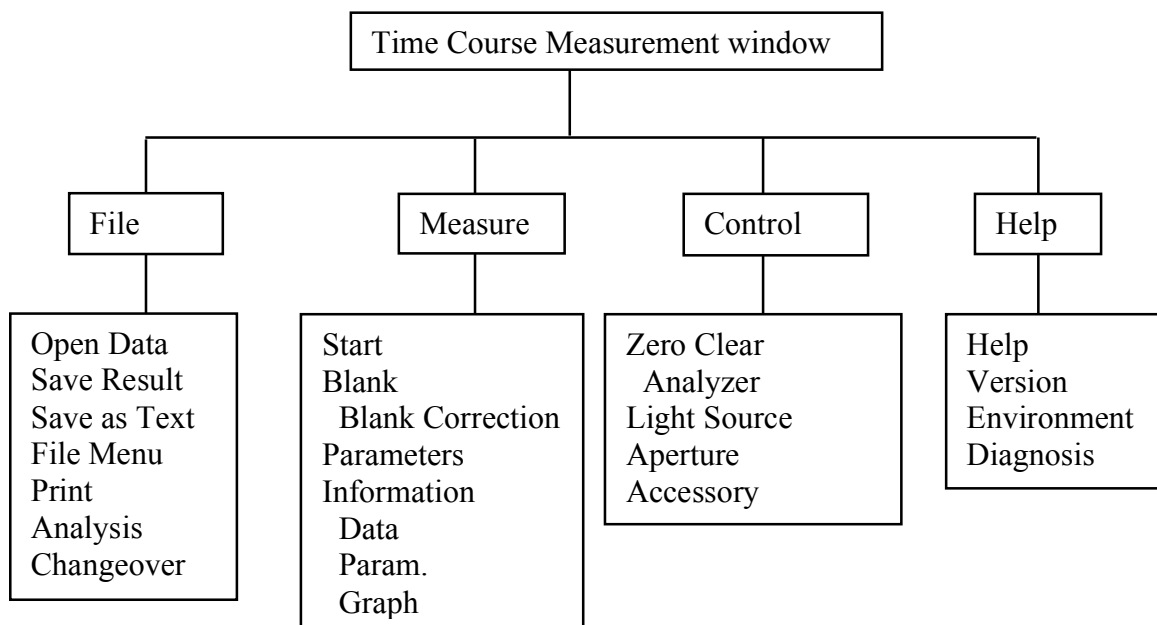 Time Course Measurement window
File
Measure
Control
Help
Open Data
Save Result
Save as Text
File Menu
Print
Analysis
Changeover
Start
Blank
Blank Correction
Parameters
Information
Data
Param.
Graph
Zero Clear
Analyzer
Light Source
Aperture
Accessory
Help
Version
Environment
Diagnosis